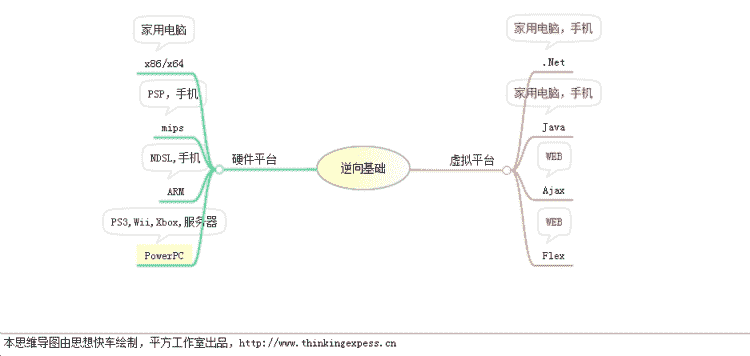 家用电脑
x86/x64
PSP, 手机
mips
NDSL,手机
ARM
PS3,Wii,Xbox,服务器
PowerPC
硬件平台
逆向基础
虚拟平台
家用电脑, 手机
.Net
家用电脑, 手机
Java
WEB
Ajax
WEB
Flex
本思维导图由思想快车绘制, 平方工作室出品, http://www.thinkingexpess.cn